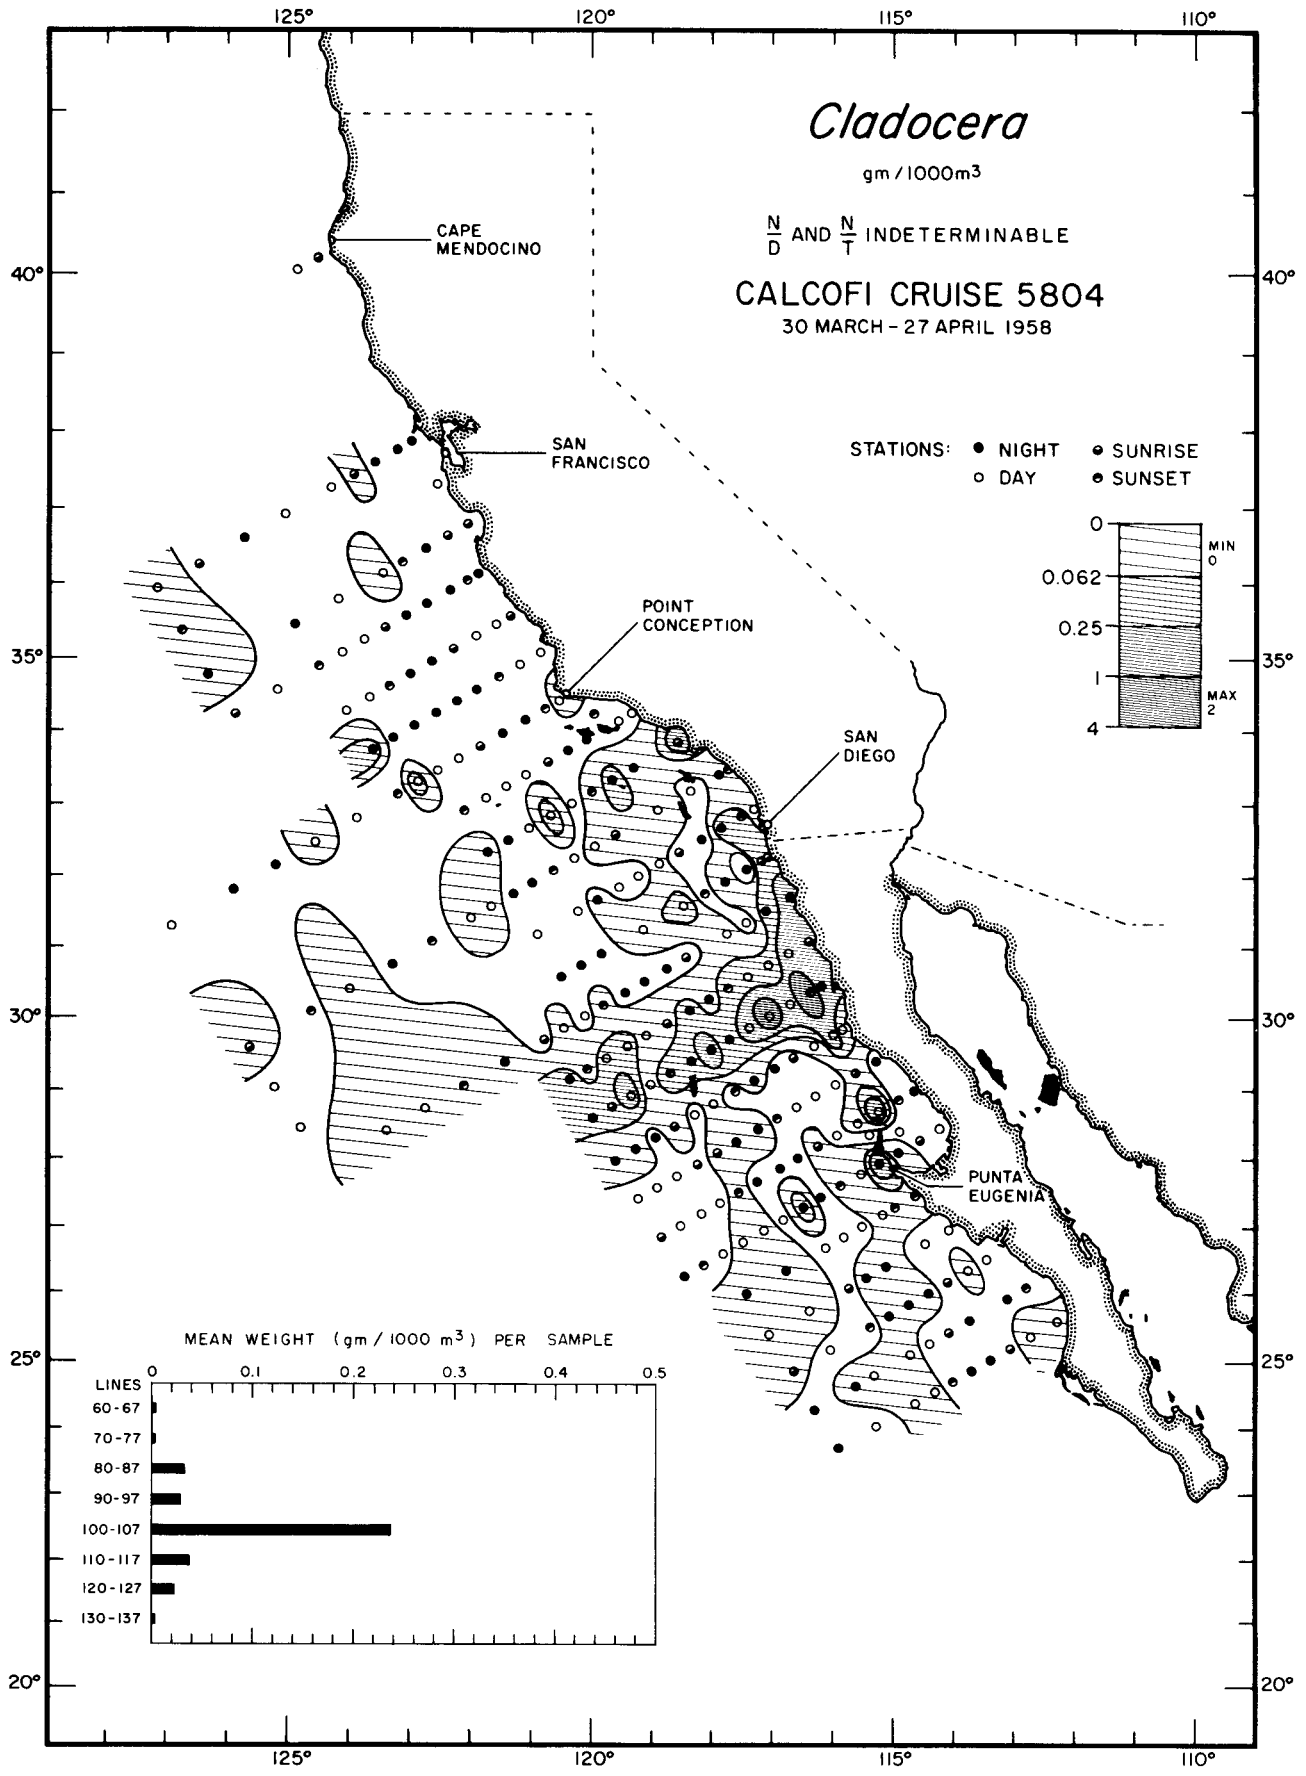 125° 120° 115° 110°
Cladocera
gm/1000m³
N/D AND N/T INDETERMINABLE
CALCOFI CRUISE 5804
30 MARCH – 27 APRIL 1958
CAPE
MENDOCINO
40° 40°
SAN
FRANCISCO
STATIONS: NIGHT SUNRISE
DAY SUNSET
0
MIN
0
0.062
0.25
1
MAX
2
4
POINT
CONCEPTION
35° 35°
SAN
DIEGO
30° 30°
PUNTA
EUGENIA
MEAN WEIGHT (gm/1000 m³) PER SAMPLE
25° 25°
LINES 0 0.1 0.2 0.3 0.4 0.5
60-67
70-77
80-87
90-97
100-107
110-117
120-127
130-137
20° 20°
125° 120° 115° 110°